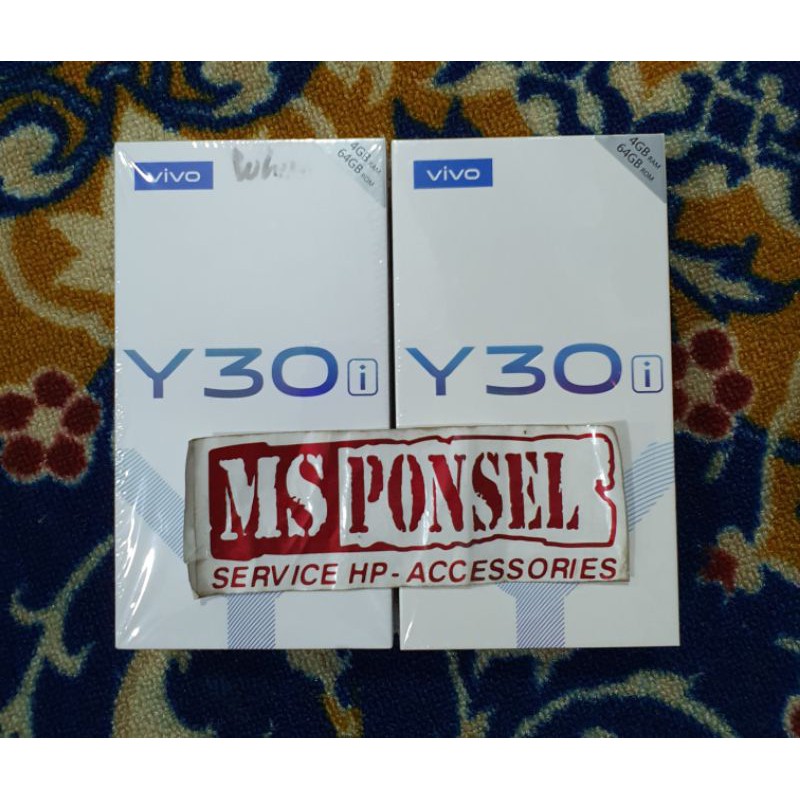 vivo
4GB RAM
64GB ROM
Y30i
vivo
4GB RAM
64GB ROM
Y30i
MS PONSEL
SERVICE HP - ACCESSORIES